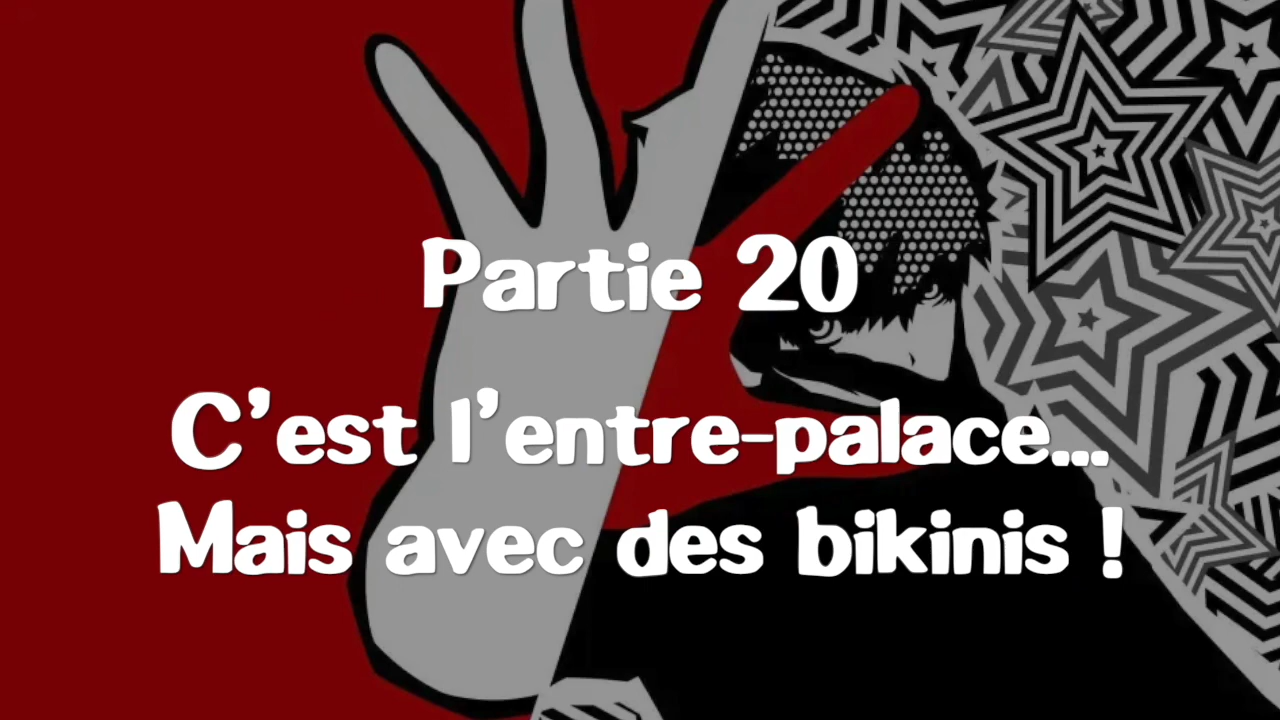 Partie 20
C’est l’entre-palace...
Mais avec des bikinis !